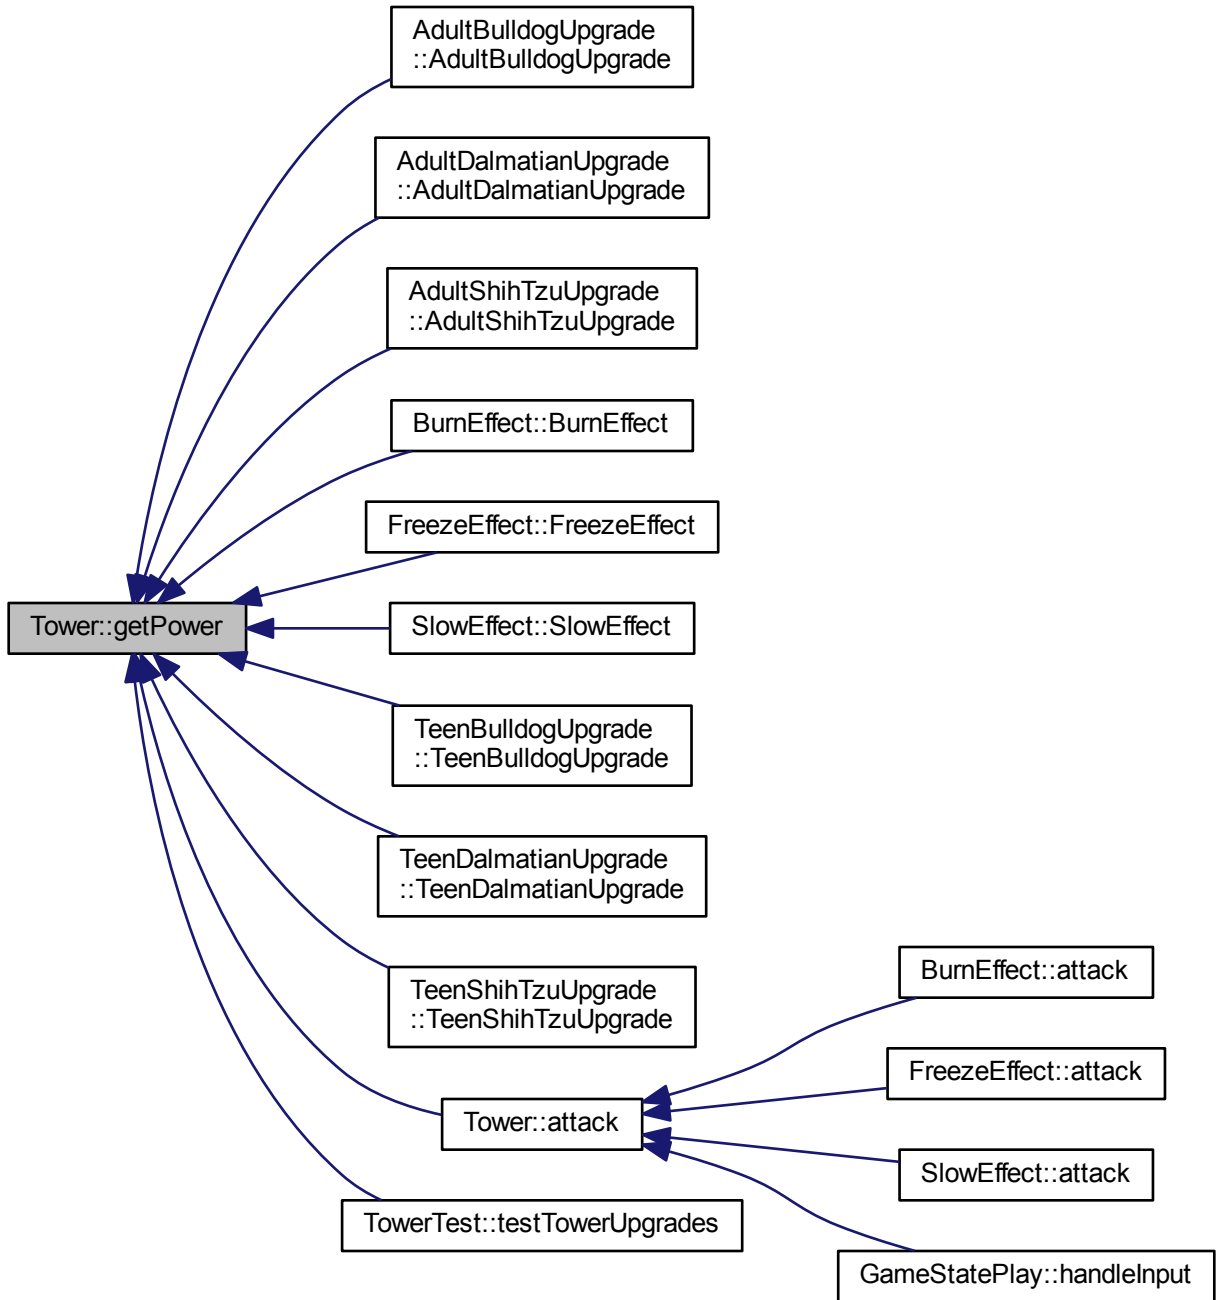 AdultBulldogUpgrade
::AdultBulldogUpgrade
AdultDalmatianUpgrade
::AdultDalmatianUpgrade
AdultShihTzuUpgrade
::AdultShihTzuUpgrade
BurnEffect::BurnEffect
FreezeEffect::FreezeEffect
Tower::getPower
SlowEffect::SlowEffect
TeenBulldogUpgrade
::TeenBulldogUpgrade
TeenDalmatianUpgrade
::TeenDalmatianUpgrade
TeenShihTzuUpgrade
::TeenShihTzuUpgrade
Tower::attack
TowerTest::testTowerUpgrades
BurnEffect::attack
FreezeEffect::attack
SlowEffect::attack
GameStatePlay::handleInput